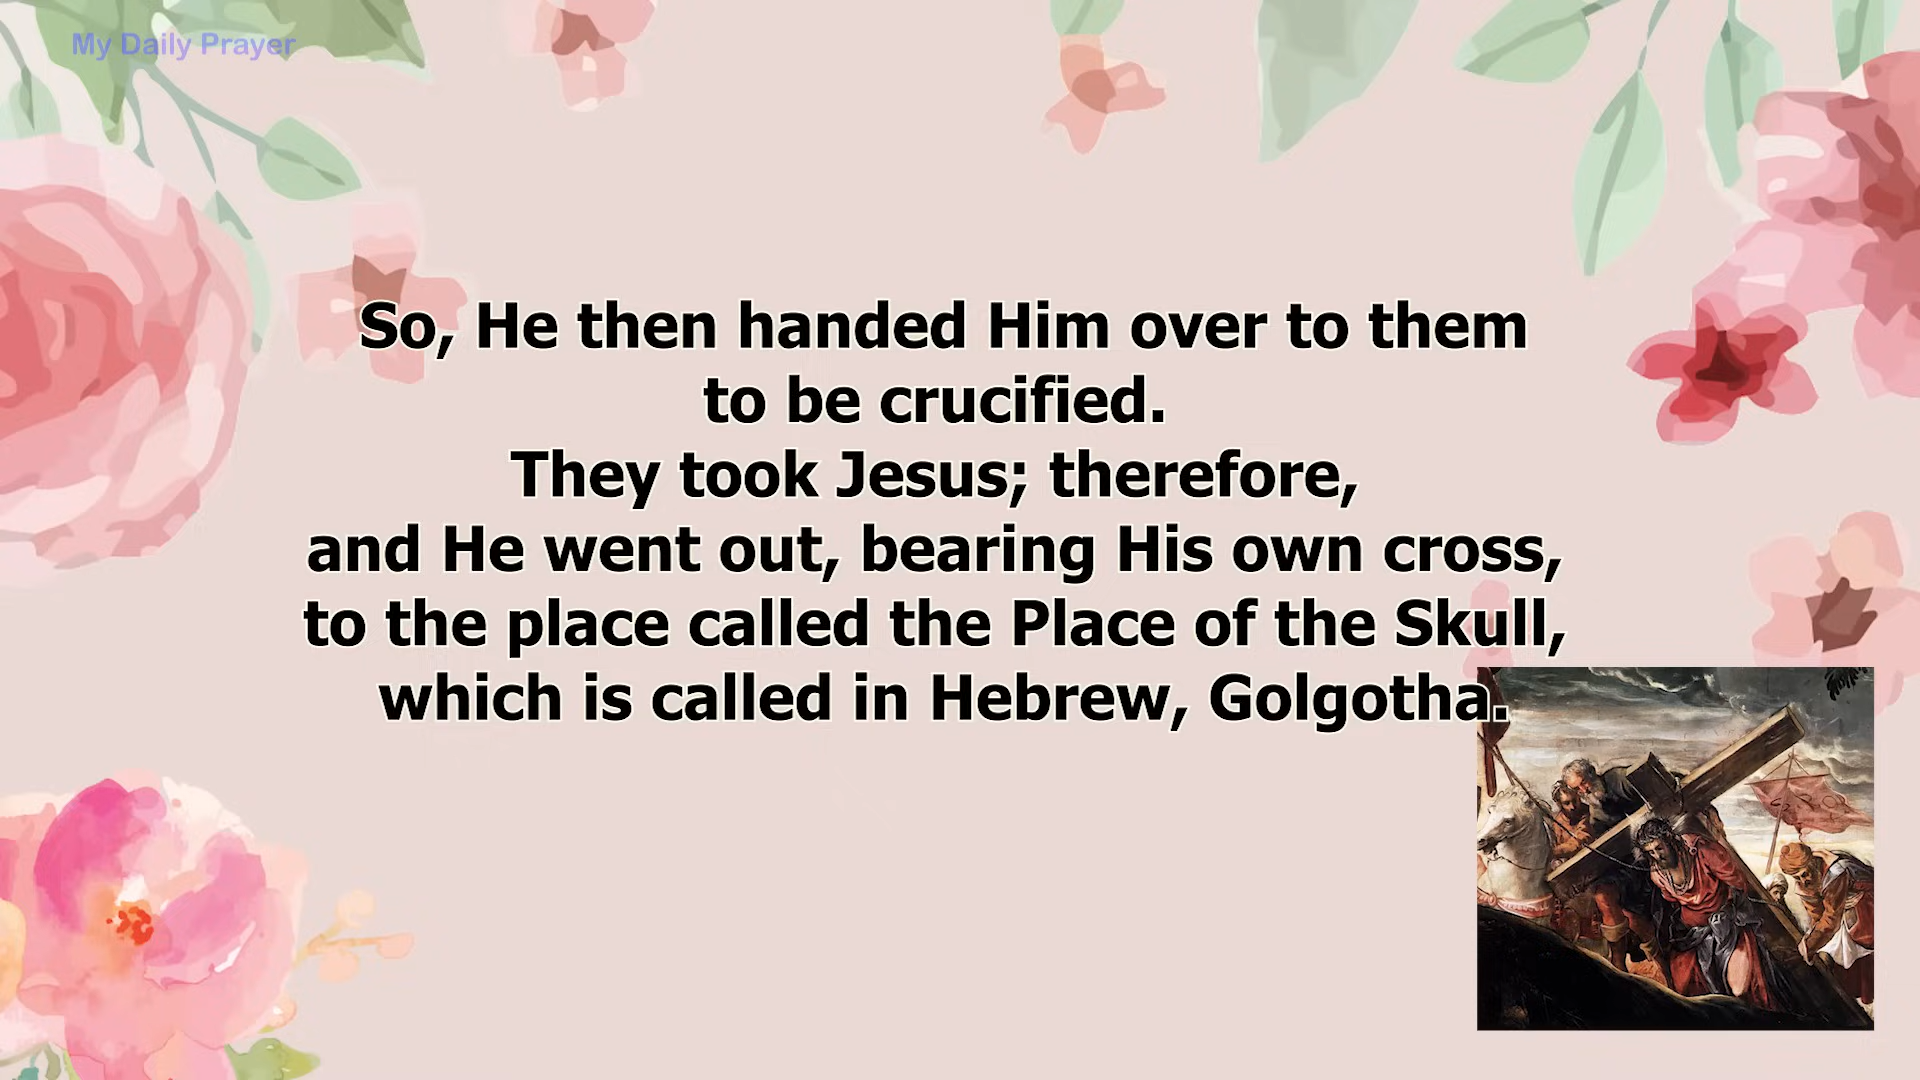 My Daily Prayer
So, He then handed Him over to them
to be crucified.
They took Jesus; therefore,
and He went out, bearing His own cross,
to the place called the Place of the Skull,
which is called in Hebrew, Golgotha.